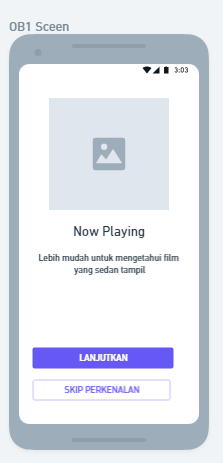 OB1 Sceen
3:03
Now Playing
Lebih mudah untuk mengetahui film
yang sedan tampil
LANJUTKAN
SKIP PERKENALAN